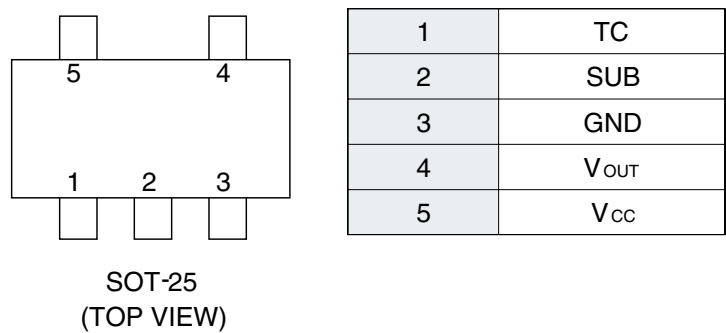 5 4
1 2 3
SOT-25
(TOP VIEW)
1 TC
2 SUB
3 GND
4 VOUT
5 VCC